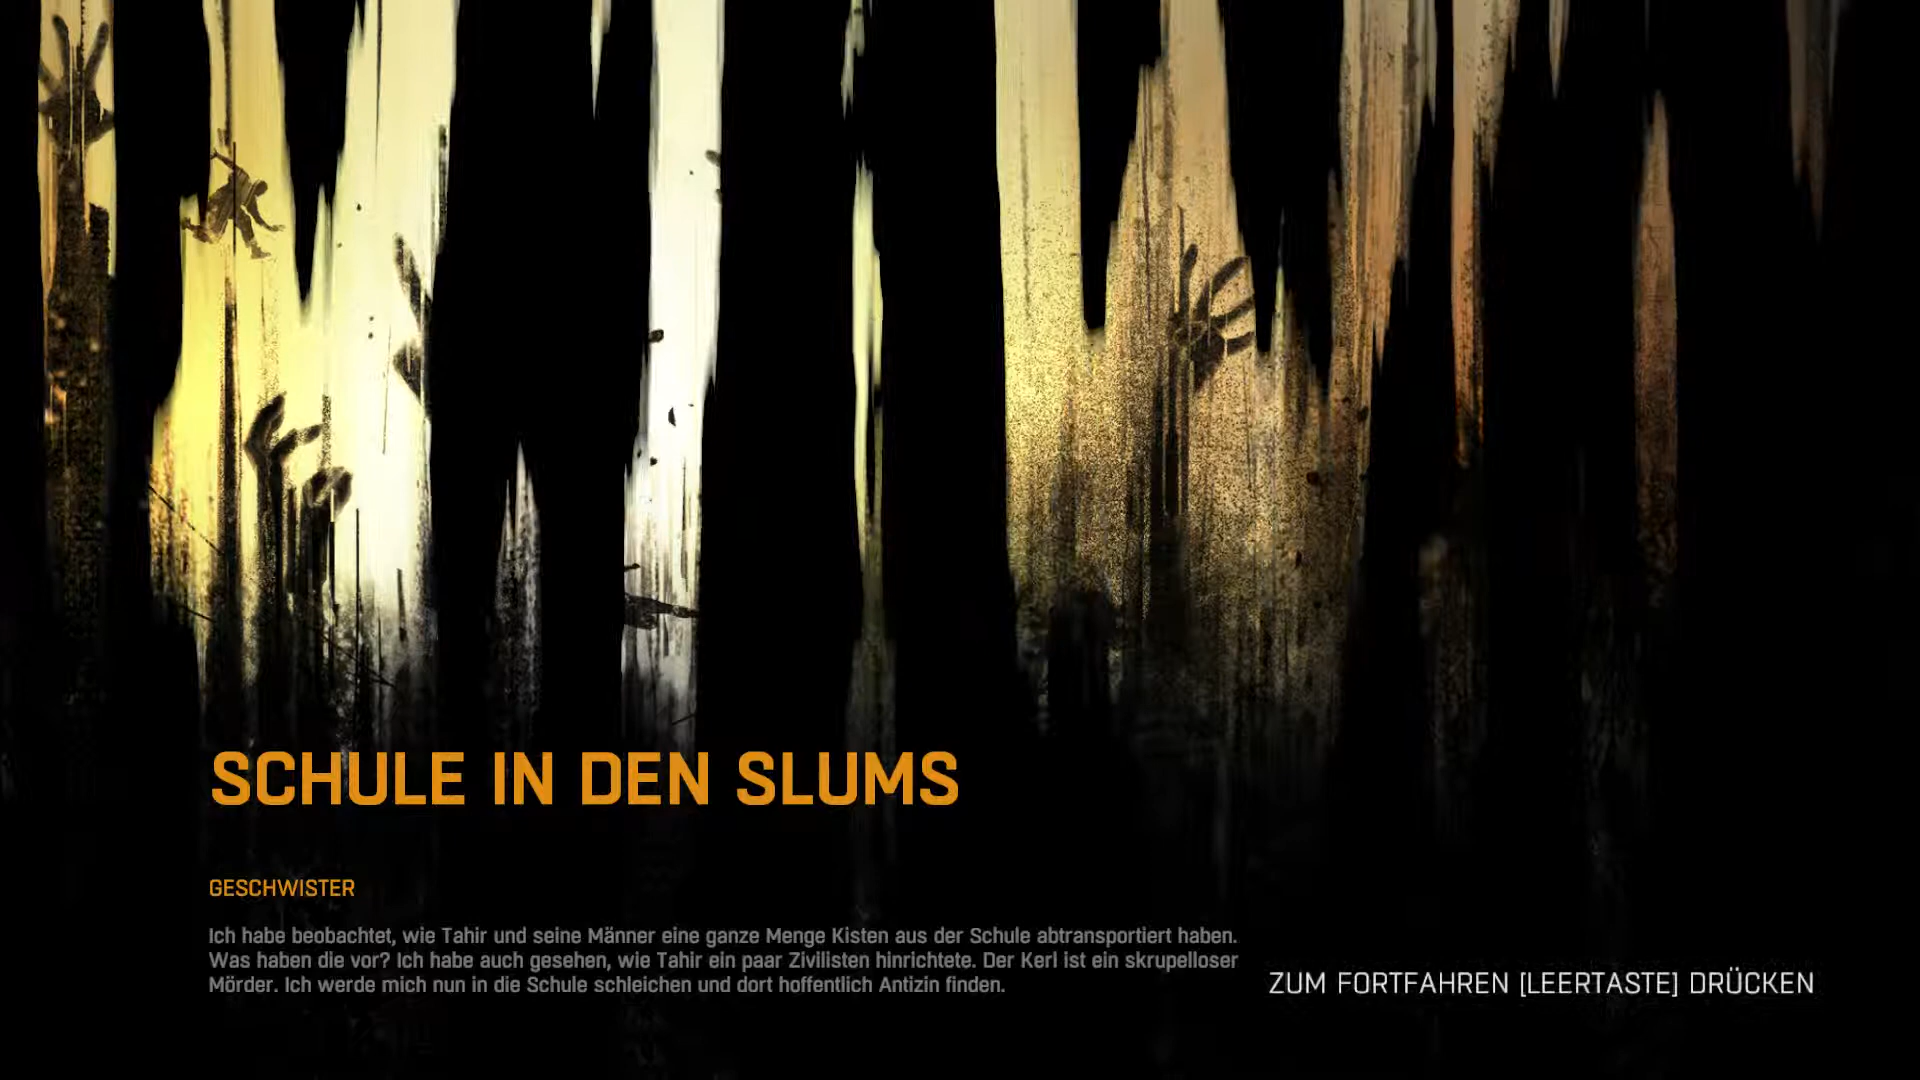 SCHULE IN DEN SLUMS
GESCHWISTER
Ich habe beobachtet, wie Tahir und seine Männer eine ganze Menge Kisten aus der Schule abtransportiert haben.
Was haben die vor? Ich habe auch gesehen, wie Tahir ein paar Zivilisten hinrichtete. Der Kerl ist ein skrupelloser
Mörder. Ich werde mich nun in die Schule schleichen und dort hoffentlich Antizin finden.
ZUM FORTFAHREN [LEERTASTE] DRÜCKEN